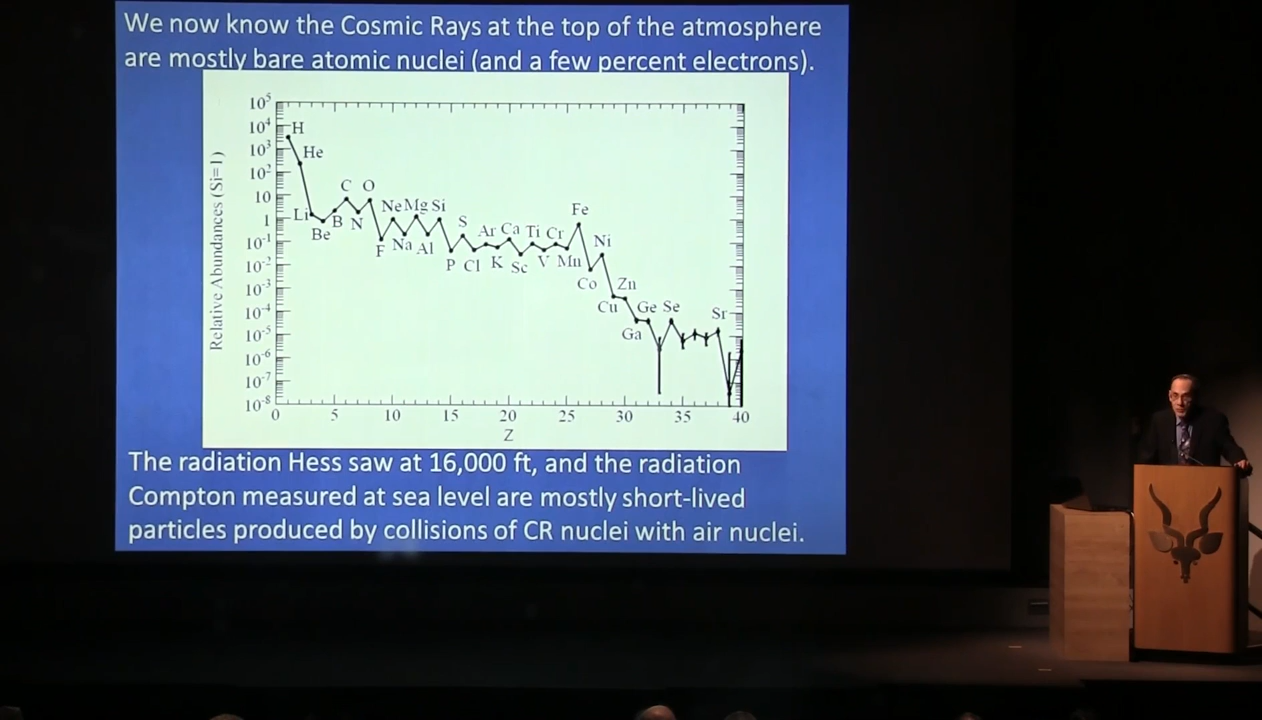 We now know the Cosmic Rays at the top of the atmosphere
are mostly bare atomic nuclei (and a few percent electrons).
Relative Abundances (Si=1)
10⁵
10⁴
10³
10²
10
1
10⁻¹
10⁻²
10⁻³
10⁻⁴
10⁻⁵
10⁻⁶
10⁻⁷
10⁻⁸
H
He
Li
Be
B
C
N
O
F
Ne
Na
Mg
Al
Si
P
S
Cl
Ar
K
Ca
Sc
Ti
V
Cr
Mn
Fe
Co
Ni
Cu
Zn
Ga
Ge
Se
Sr
0 5 10 15 20 25 30 35 40
Z
The radiation Hess saw at 16,000 ft, and the radiation
Compton measured at sea level are mostly short-lived
particles produced by collisions of CR nuclei with air nuclei.